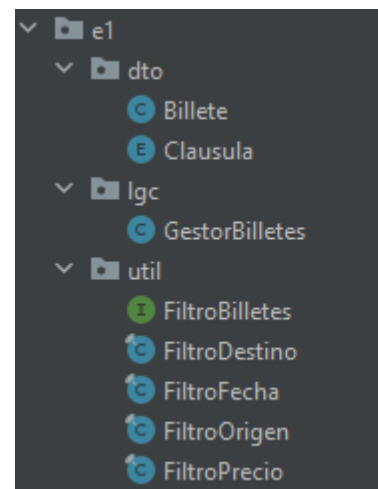 e1
dto
C Billete
E Clausula
lgc
C GestorBilletes
util
I FiltroBilletes
C FiltroDestino
C FiltroFecha
C FiltroOrigen
C FiltroPrecio